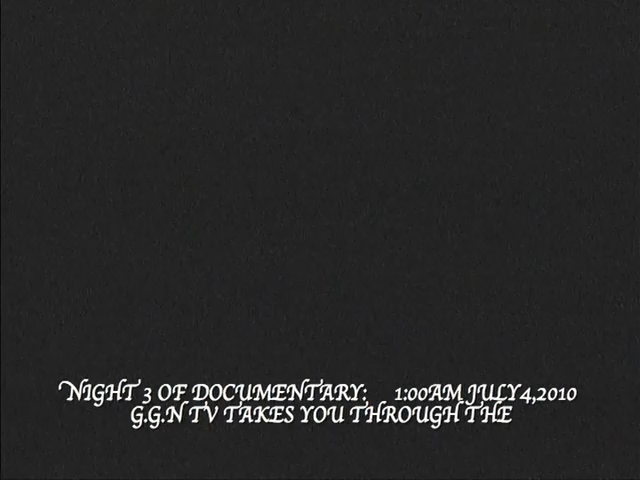 NIGHT 3 OF DOCUMENTARY: 1:00AM JULY 4,2010
G.G.N TV TAKES YOU THROUGH THE